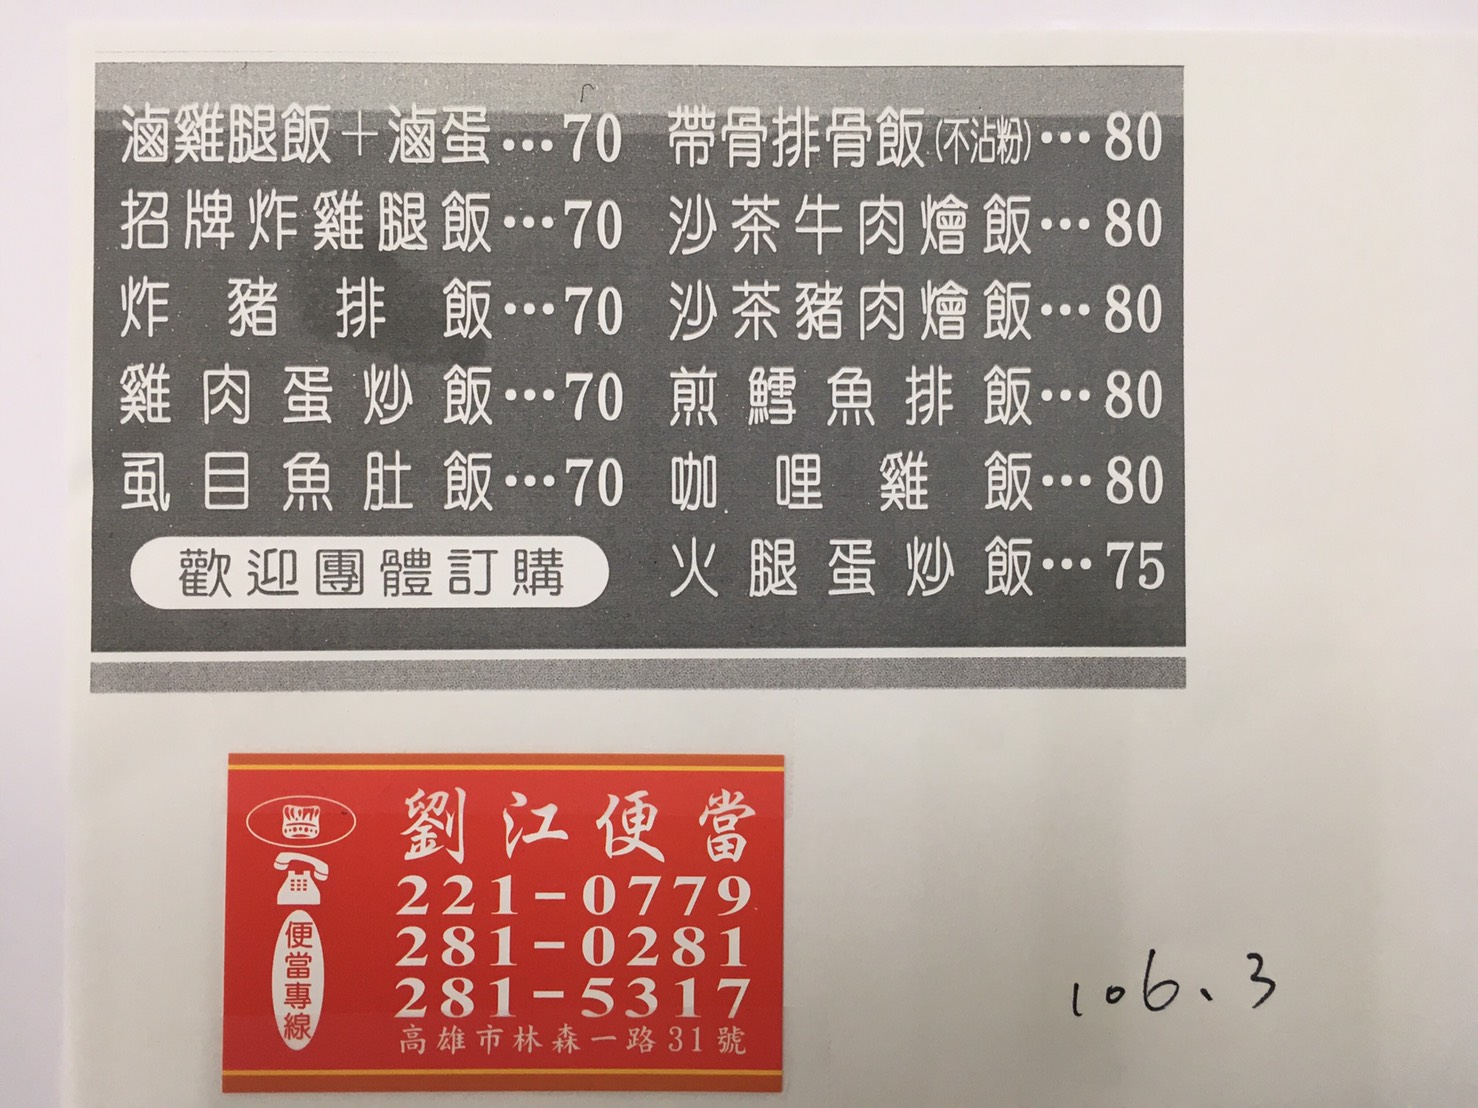 滷雞腿飯+滷蛋…70
招牌炸雞腿飯…70
炸豬排飯…70
雞肉蛋炒飯…70
虱目魚肚飯…70
歡迎團體訂購
帶骨排骨飯(不沾粉)…80
沙茶牛肉燴飯…80
沙茶豬肉燴飯…80
煎鱈魚排飯…80
咖哩雞飯…80
火腿蛋炒飯…75
劉江便當
221-0779
281-0281
281-5317
高雄市林森一路31號
便當專線
106、3